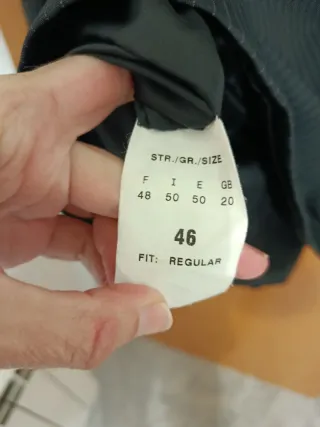 STR./GR./SIZE
F I E GB
48 50 50 20
46
FIT: REGULAR